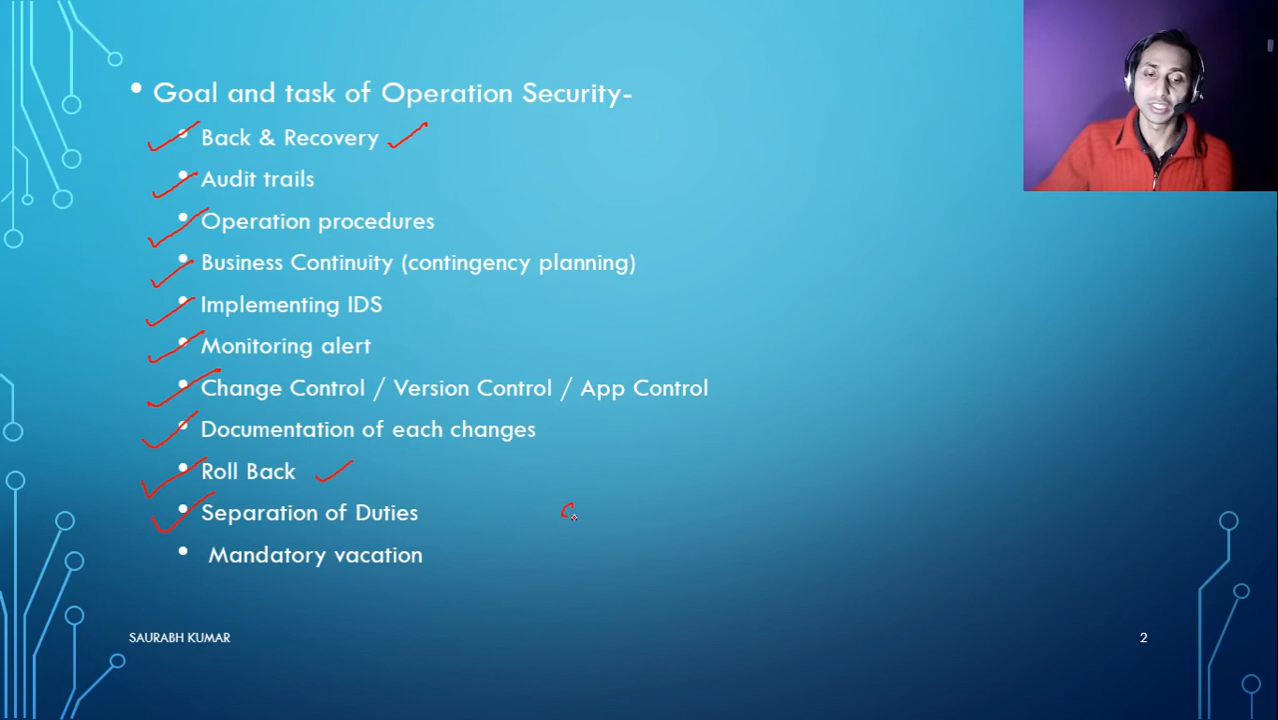 • Goal and task of Operation Security-
• Back & Recovery
• Audit trails
• Operation procedures
• Business Continuity (contingency planning)
• Implementing IDS
• Monitoring alert
• Change Control / Version Control / App Control
• Documentation of each changes
• Roll Back
• Separation of Duties
• Mandatory vacation
SAURABH KUMAR
2